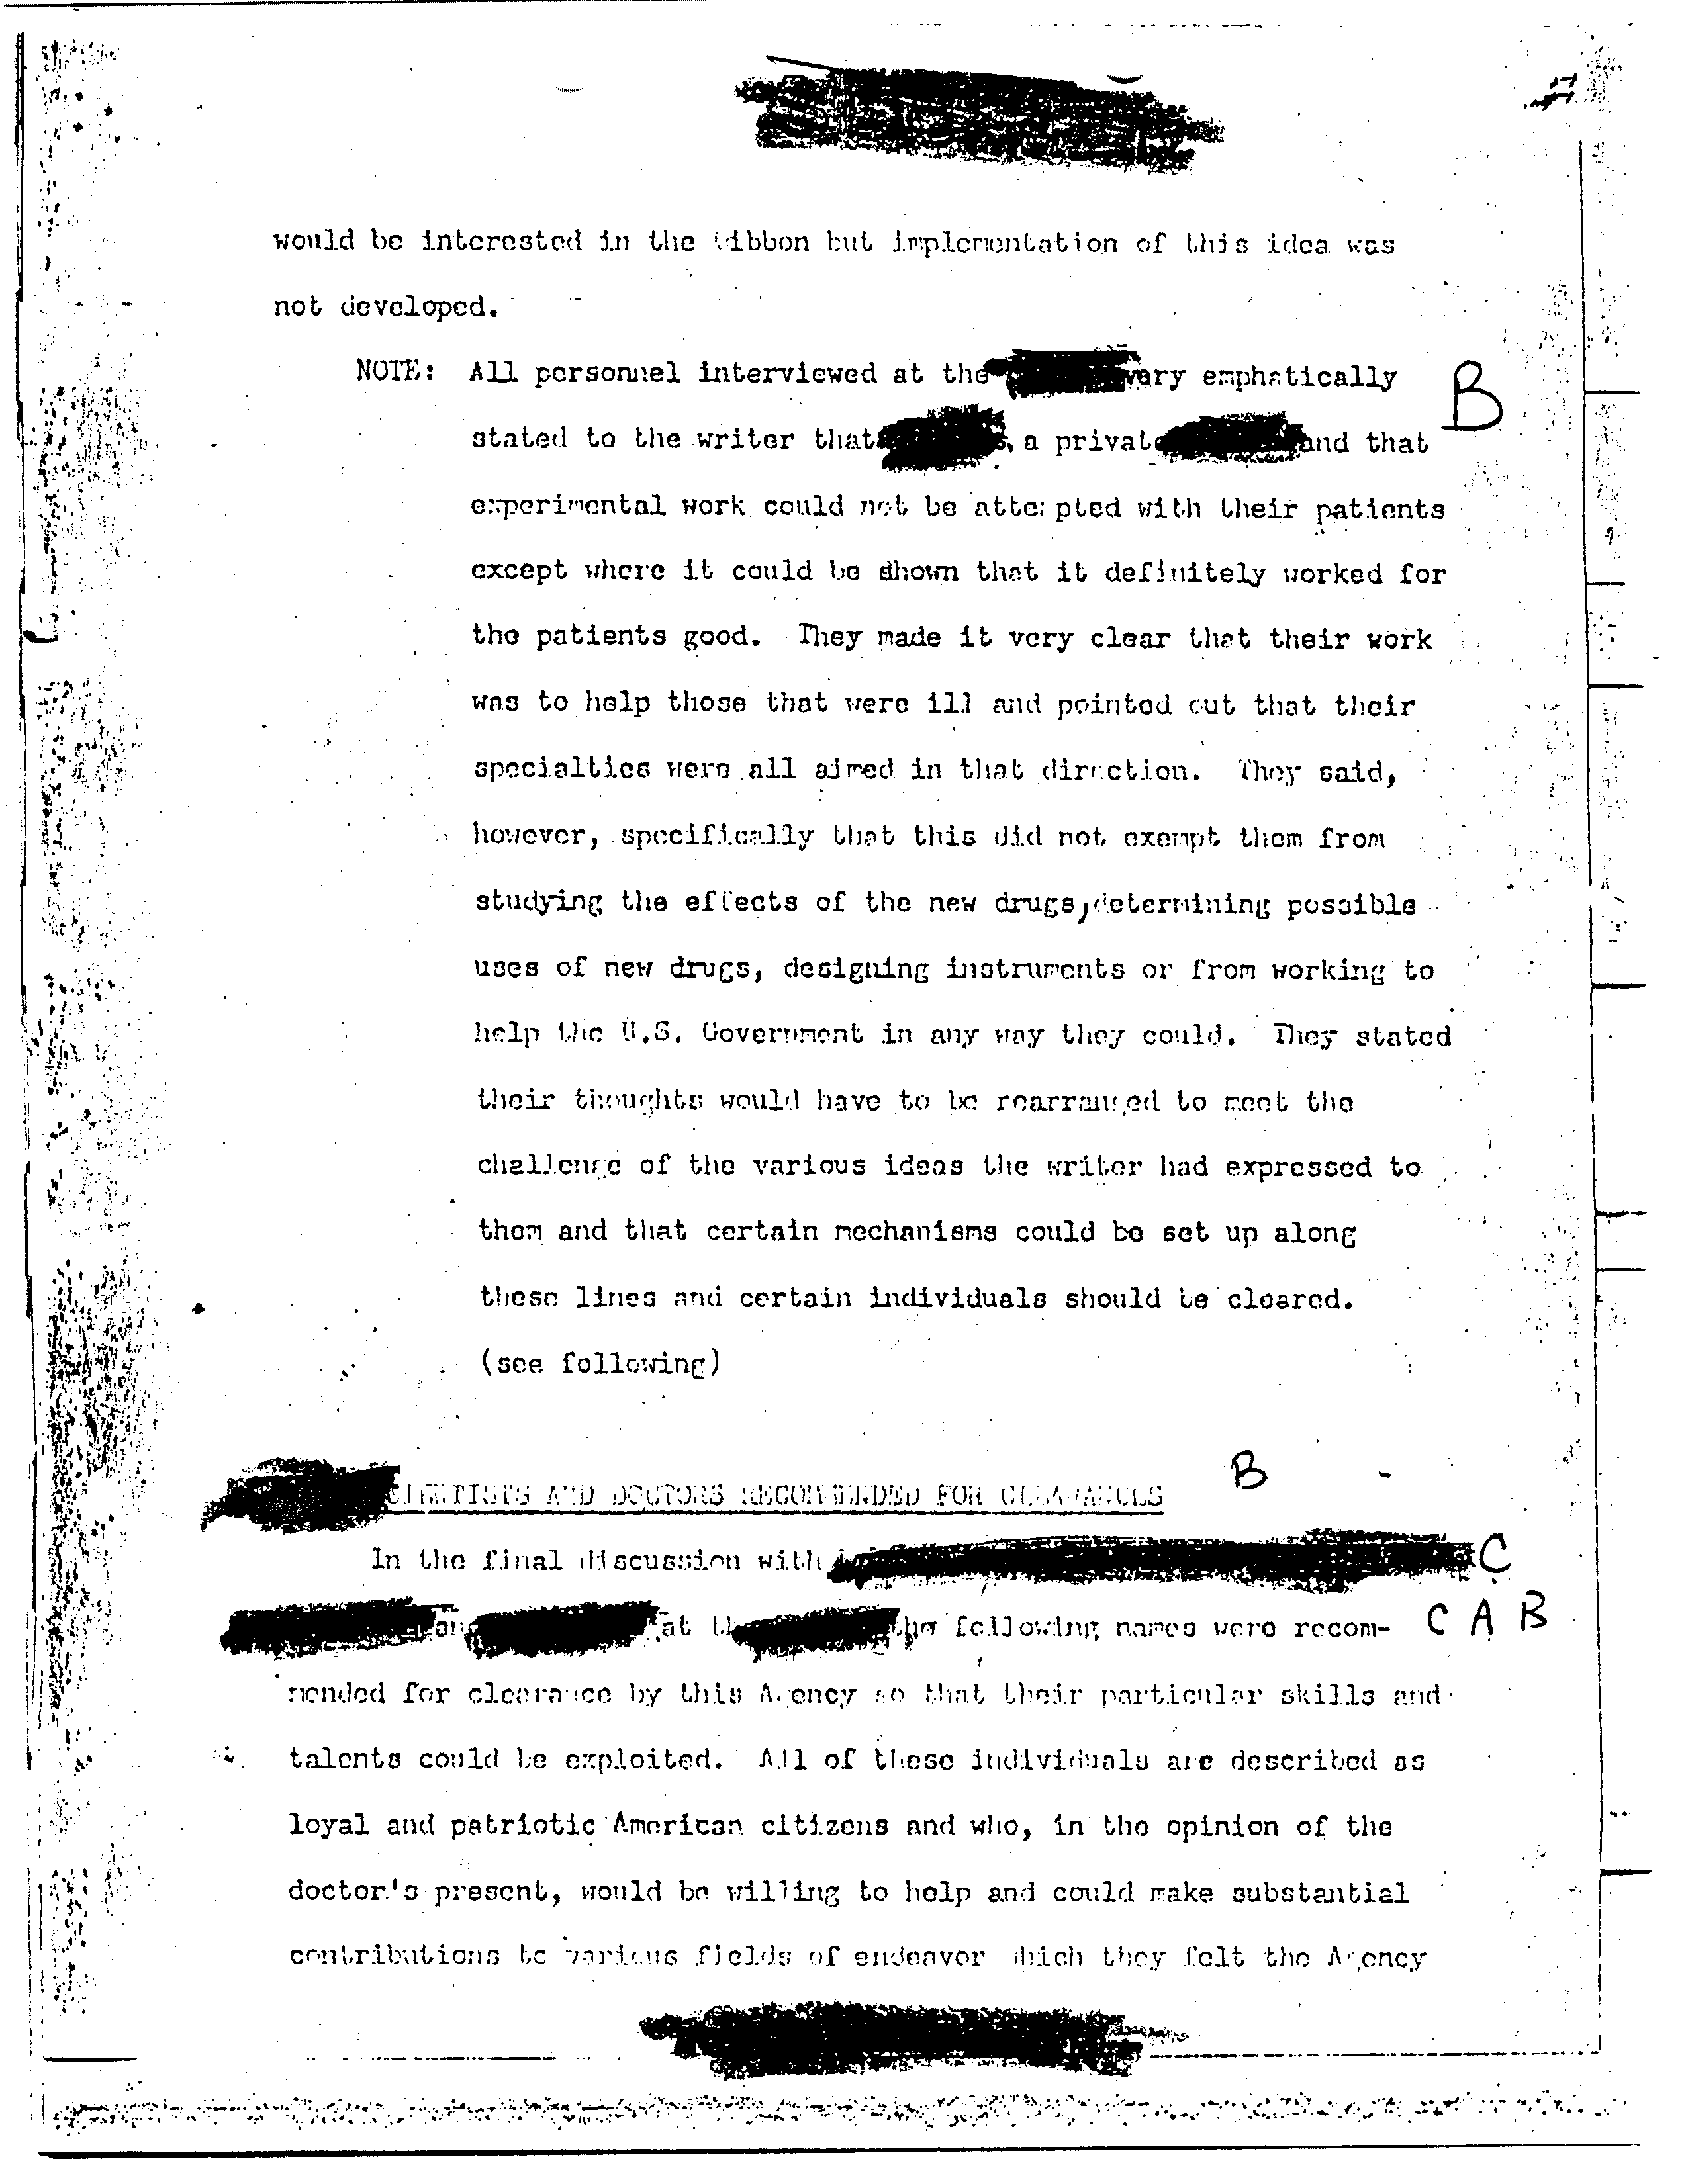 would be interested in the Gibbon but implementation of this idea was
not developed.
NOTE: All personnel interviewed at the very emphatically B
stated to the writer that a private and that
experimental work could not be attempted with their patients
except where it could be shown that it definitely worked for
the patients good. They made it very clear that their work
was to help those that were ill and pointed out that their
specialties were all aimed in that direction. They said,
however, specifically that this did not exempt them from
studying the effects of the new drugs, determining possible
uses of new drugs, designing instruments or from working to
help the U.S. Government in any way they could. They stated
their thoughts would have to be rearranged to meet the
challenge of the various ideas the writer had expressed to
them and that certain mechanisms could be set up along
these lines and certain individuals should be cleared.
(see following)
SCIENTISTS AND DOCTORS RECOMMENDED FOR CLEARANCES B
In the final discussion with C
and at the the following names were recom- C A B
mended for clearance by this Agency so that their particular skills and
talents could be exploited. All of these individuals are described as
loyal and patriotic American citizens and who, in the opinion of the
doctor's present, would be willing to help and could make substantial
contributions to various fields of endeavor which they felt the Agency